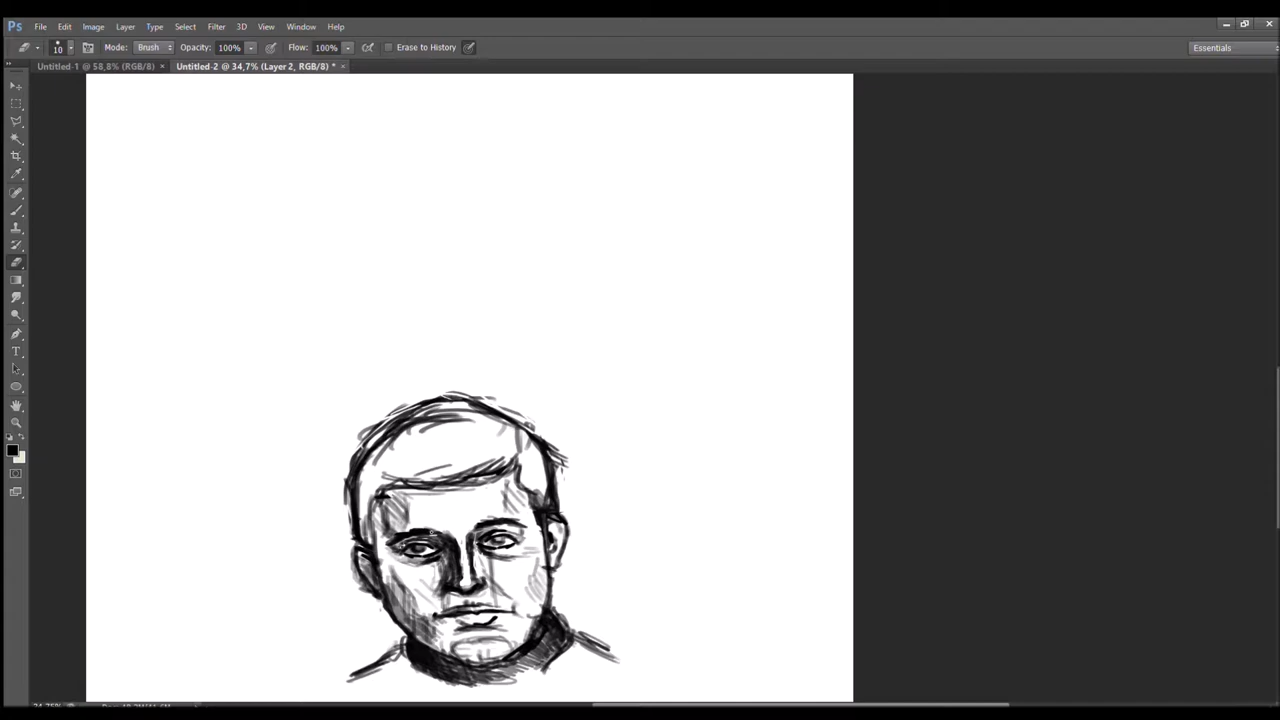 Ps File Edit Image Layer Type Select Filter 3D View Window Help
10 Mode: Brush Opacity: 100% Flow: 100% Erase to History Essentials
Untitled-1 @ 58,8% (RGB/8) × Untitled-2 @ 34,7% (Layer 2, RGB/8) * ×